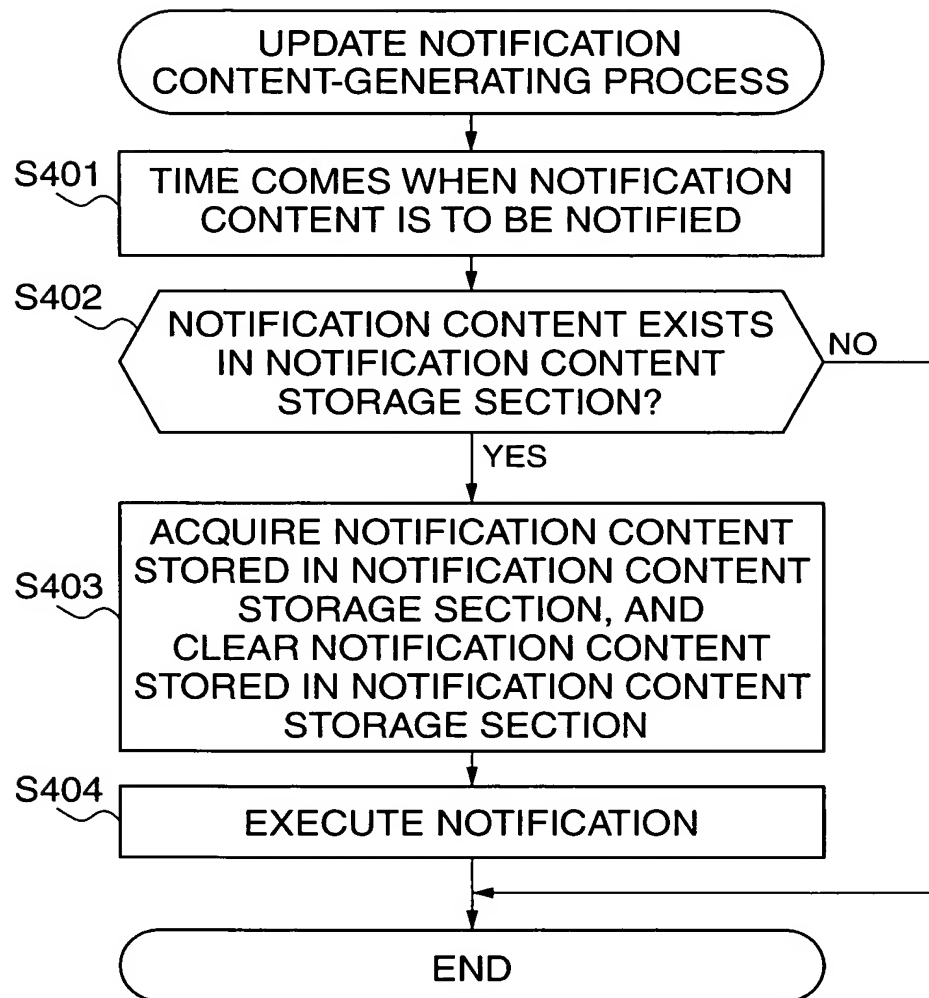 UPDATE NOTIFICATION
CONTENT-GENERATING PROCESS
S401
TIME COMES WHEN NOTIFICATION
CONTENT IS TO BE NOTIFIED
S402
NOTIFICATION CONTENT EXISTS
IN NOTIFICATION CONTENT
STORAGE SECTION?
NO
YES
S403
ACQUIRE NOTIFICATION CONTENT
STORED IN NOTIFICATION CONTENT
STORAGE SECTION, AND
CLEAR NOTIFICATION CONTENT
STORED IN NOTIFICATION CONTENT
STORAGE SECTION
S404
EXECUTE NOTIFICATION
END